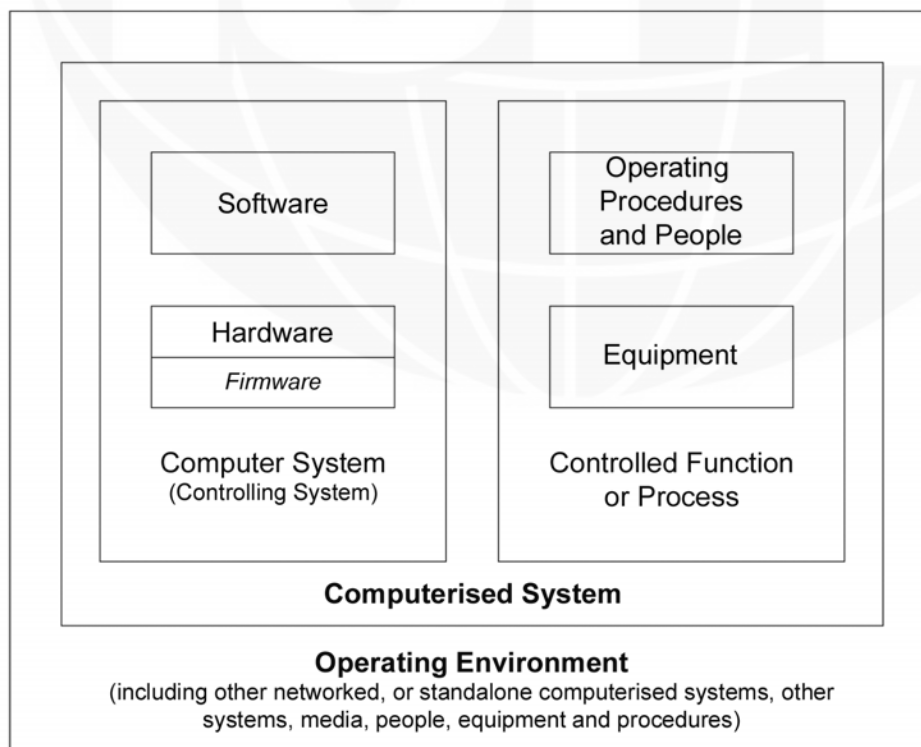 Software
Hardware
Firmware
Computer System
(Controlling System)
Operating
Procedures
and People
Equipment
Controlled Function
or Process
Computerised System
Operating Environment
(including other networked, or standalone computerised systems, other
systems, media, people, equipment and procedures)